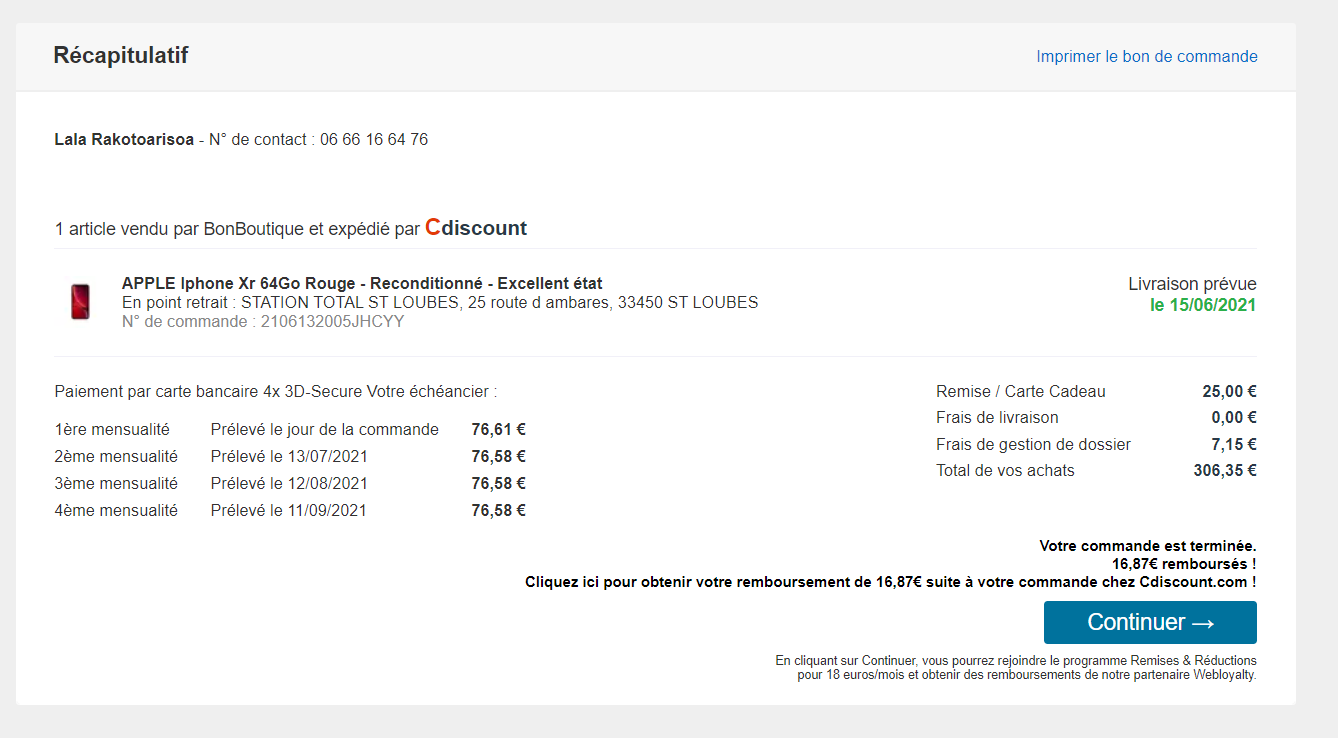 Récapitulatif
Imprimer le bon de commande
Lala Rakotoarisoa - N° de contact : 06 66 16 64 76
1 article vendu par BonBoutique et expédié par Cdiscount
APPLE Iphone Xr 64Go Rouge - Reconditionné - Excellent état
En point retrait : STATION TOTAL ST LOUBES, 25 route d ambares, 33450 ST LOUBES
N° de commande : 2106132005JHCYY
Livraison prévue
le 15/06/2021
Paiement par carte bancaire 4x 3D-Secure Votre échéancier :
1ère mensualité Prélevé le jour de la commande 76,61 €
2ème mensualité Prélevé le 13/07/2021 76,58 €
3ème mensualité Prélevé le 12/08/2021 76,58 €
4ème mensualité Prélevé le 11/09/2021 76,58 €
Remise / Carte Cadeau 25,00 €
Frais de livraison 0,00 €
Frais de gestion de dossier 7,15 €
Total de vos achats 306,35 €
Votre commande est terminée.
16,87€ remboursés !
Cliquez ici pour obtenir votre remboursement de 16,87€ suite à votre commande chez Cdiscount.com !
Continuer →
En cliquant sur Continuer, vous pourrez rejoindre le programme Remises & Réductions
pour 18 euros/mois et obtenir des remboursements de notre partenaire Webloyalty.